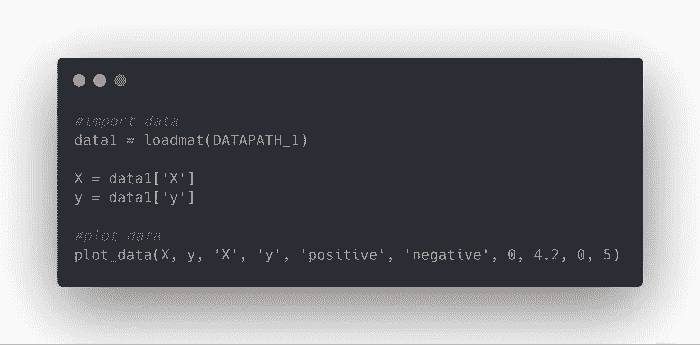 #import data
data1 = loadmat(DATAPATH_1)
X = data1['X']
y = data1['y']
#plot data
plot_data(X, y, 'X', 'y', 'positive', 'negative', 0, 4.2, 0, 5)